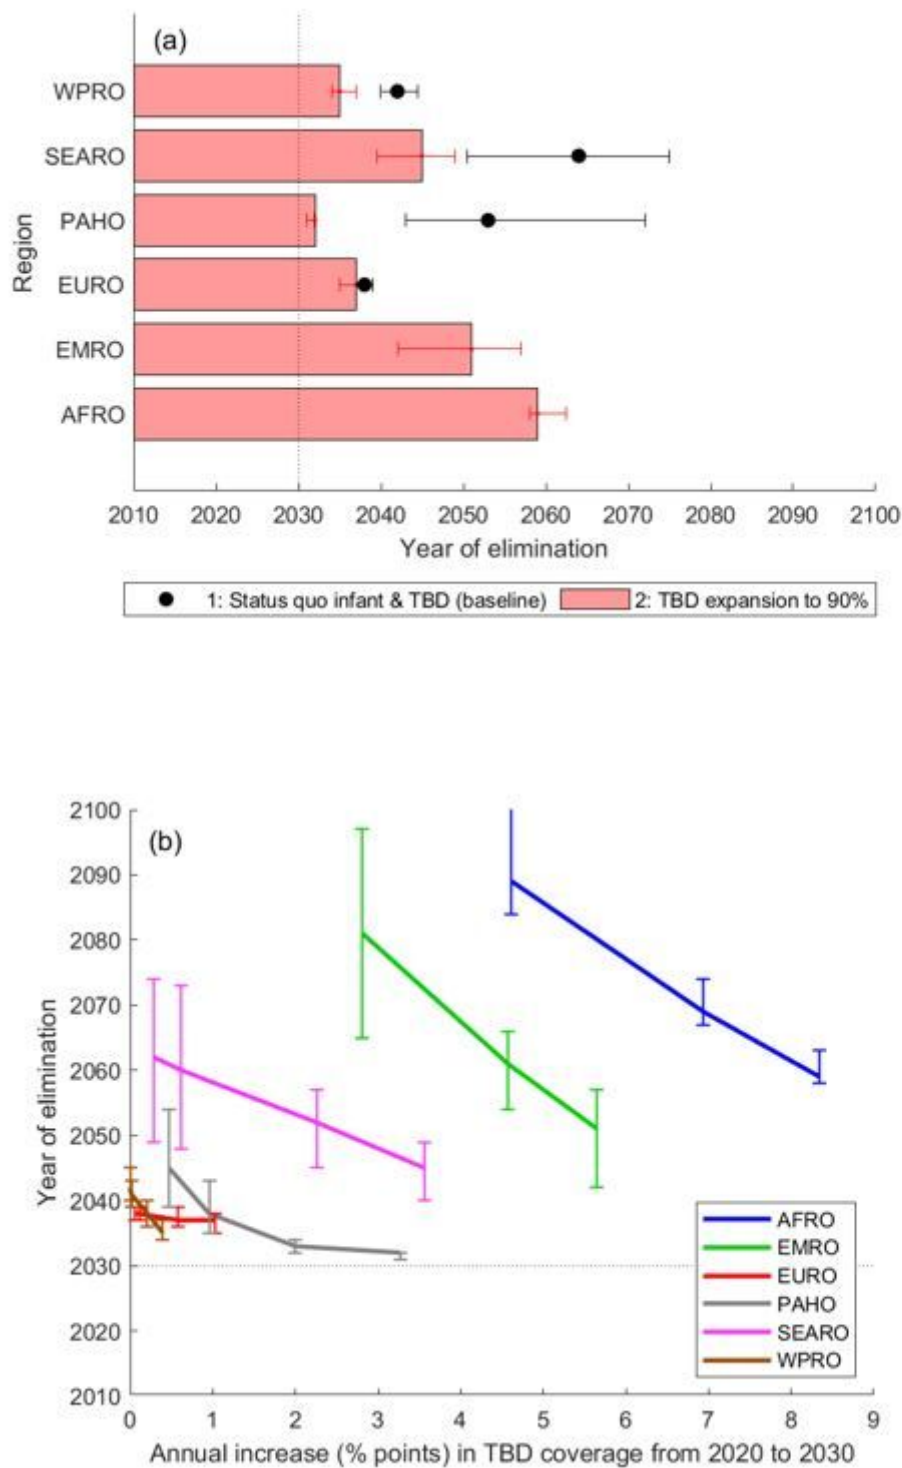 (a)
WPRO
SEARO
PAHO
EURO
EMRO
AFRO
Region
2010 2020 2030 2040 2050 2060 2070 2080 2090 2100
Year of elimination
1: Status quo infant & TBD (baseline) 2: TBD expansion to 90%
(b)
2100
2090
2080
2070
2060
2050
2040
2030
2020
2010
Year of elimination
AFRO
EMRO
EURO
PAHO
SEARO
WPRO
0 1 2 3 4 5 6 7 8 9
Annual increase (% points) in TBD coverage from 2020 to 2030